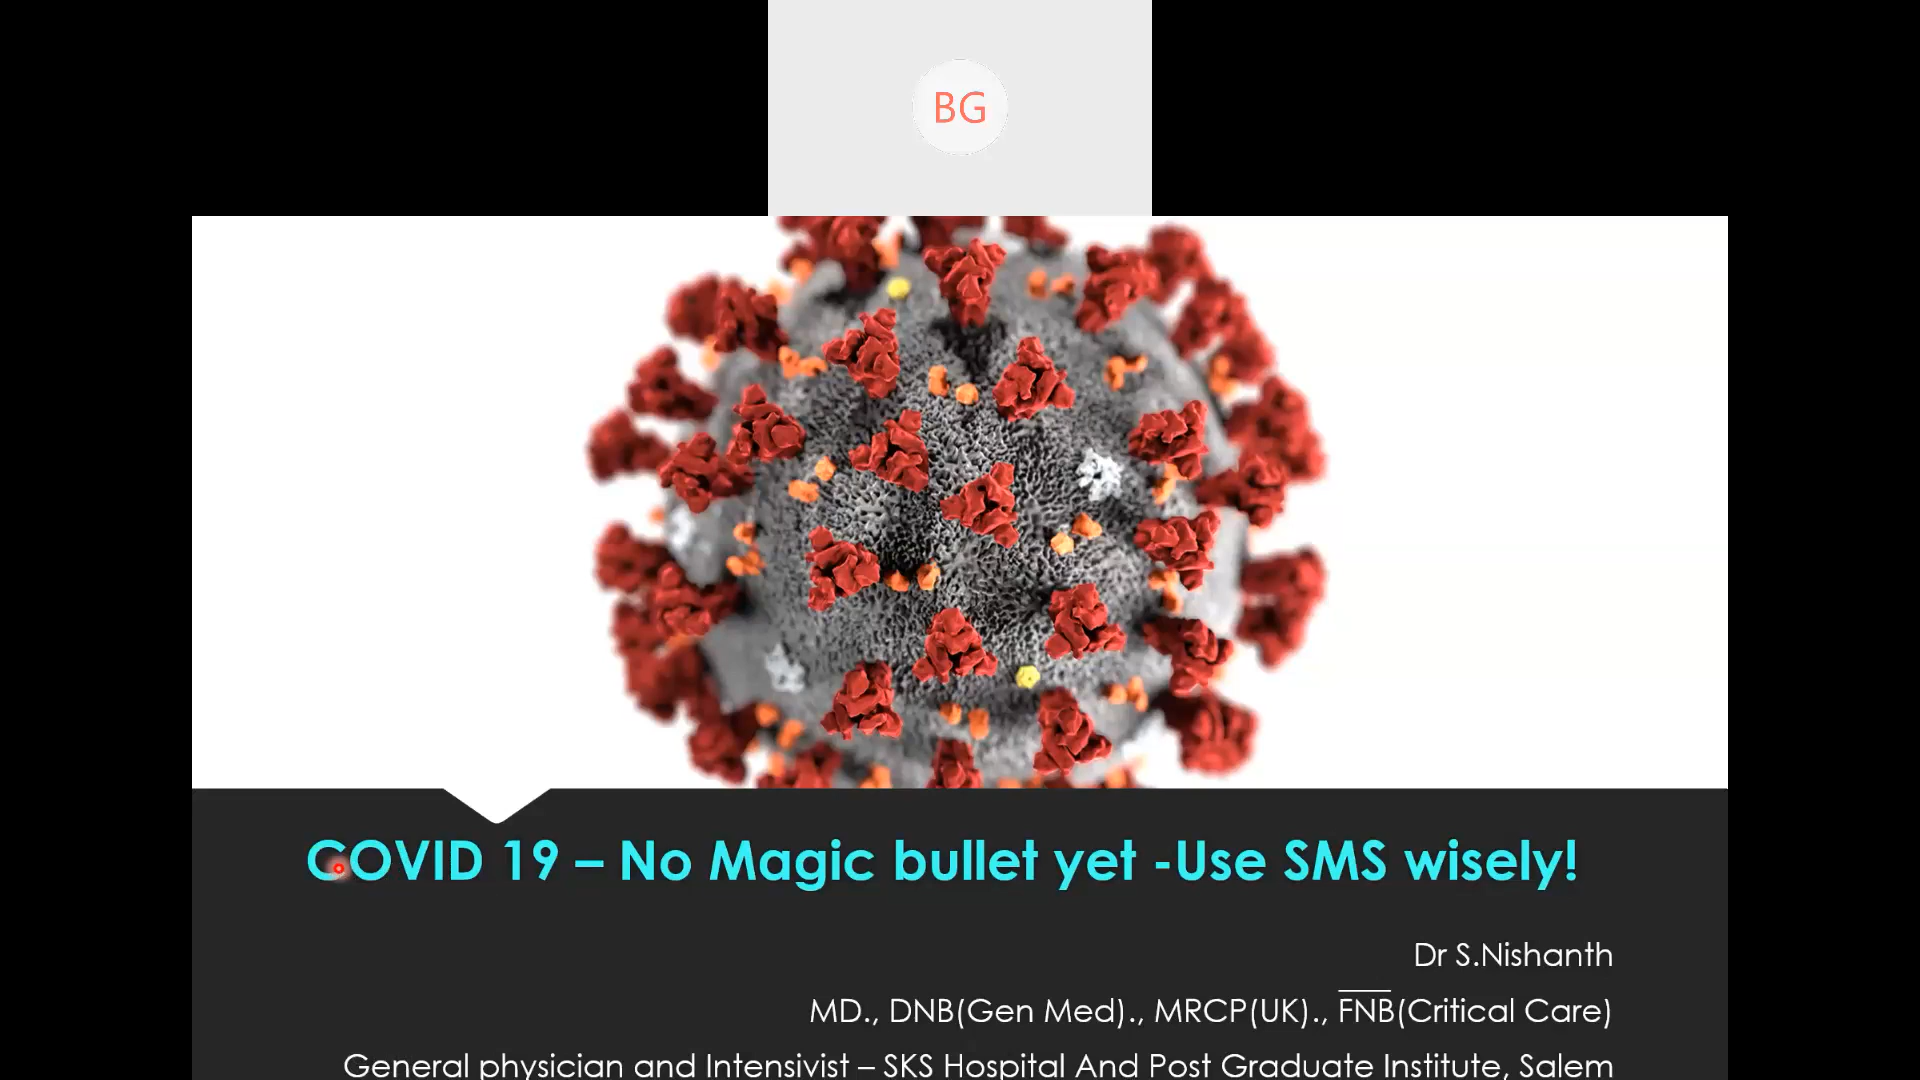 BG
COVID 19 – No Magic bullet yet -Use SMS wisely!
Dr S.Nishanth
MD., DNB(Gen Med)., MRCP(UK)., FNB(Critical Care)
General physician and Intensivist – SKS Hospital And Post Graduate Institute, Salem